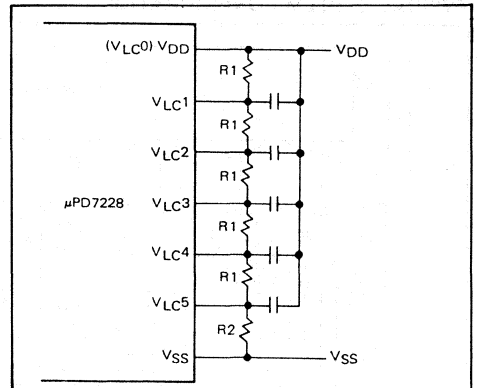 (VLC0) VDD VDD
R1
VLC1
R1
VLC2
R1
μPD7228 VLC3
R1
VLC4
R1
VLC5
R2
VSS VSS